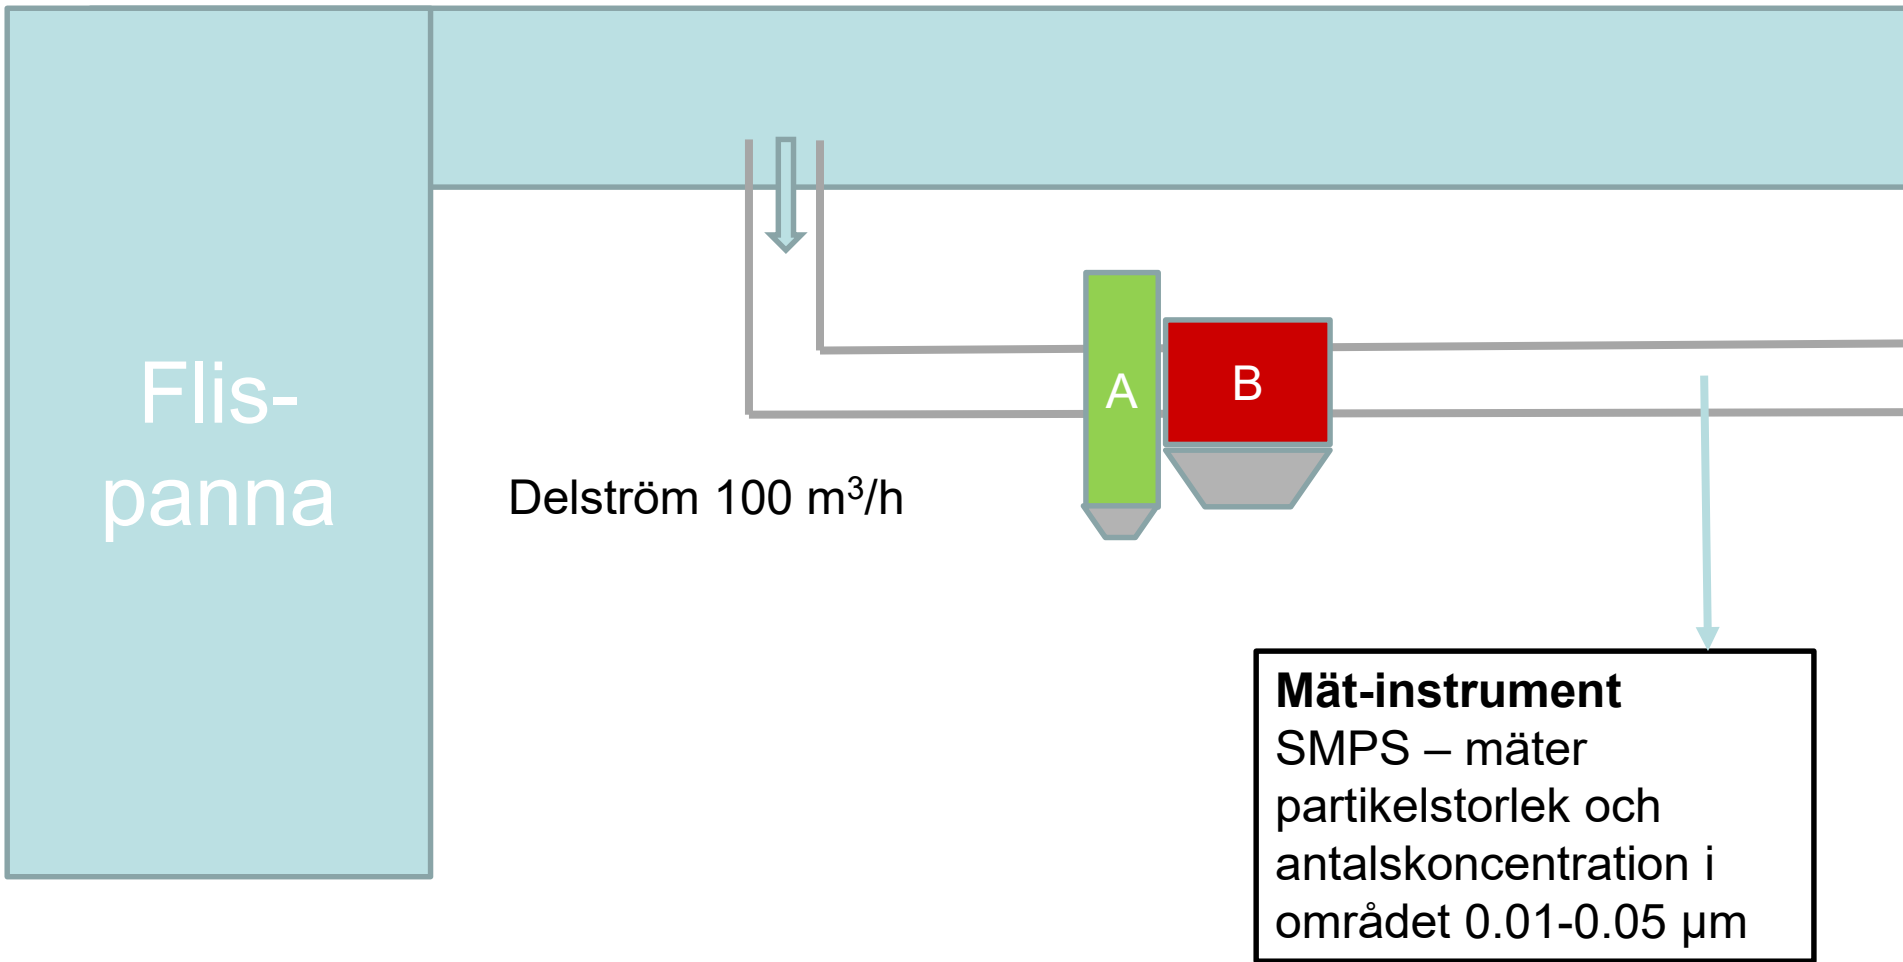 Flis-
panna
A
B
Delström 100 m³/h
Mät-instrument
SMPS – mäter
partikelstorlek och
antalskoncentration i
området 0.01-0.05 µm